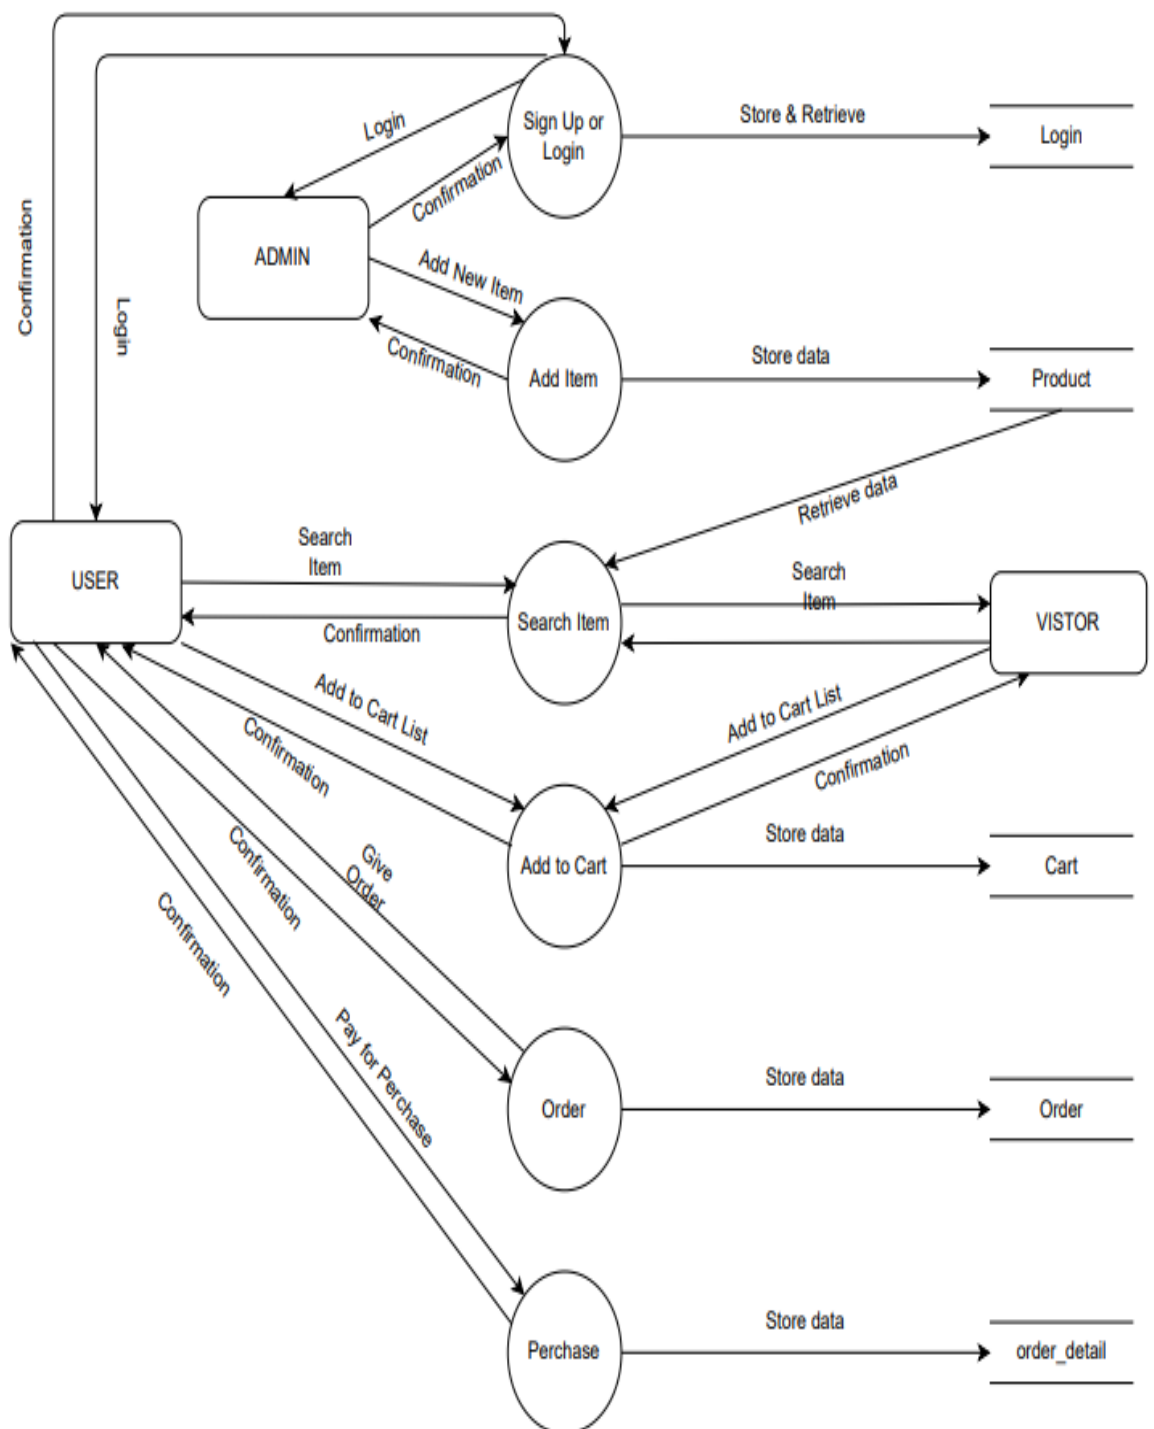 Sign Up or
Login
Store & Retrieve
Login
Login
Confirmation
ADMIN
Add New Item
Confirmation
Add Item
Store data
Product
Confirmation
Login
Retrieve data
USER
Search
Item
Confirmation
Search Item
Search
Item
VISTOR
Add to Cart List
Confirmation
Add to Cart List
Confirmation
Add to Cart
Store data
Cart
Give
Order
Confirmation
Confirmation
Pay for Perchase
Order
Store data
Order
Perchase
Store data
order_detail